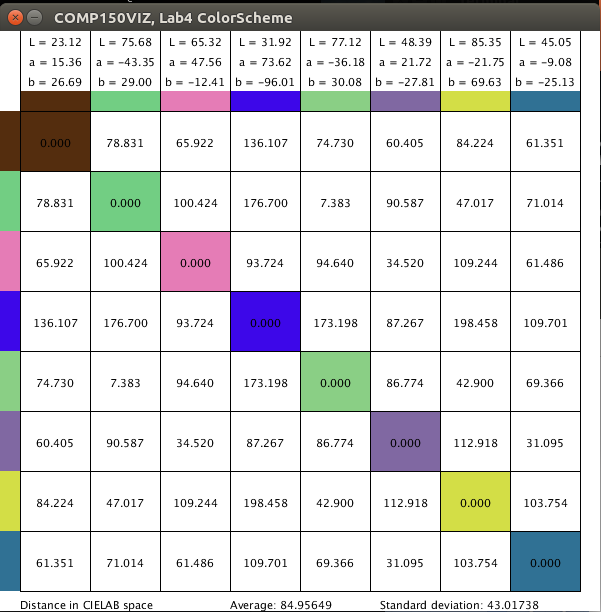 COMP150VIZ, Lab4 ColorScheme
L = 23.12 L = 75.68 L = 65.32 L = 31.92 L = 77.12 L = 48.39 L = 85.35 L = 45.05
a = 15.36 a = −43.35 a = 47.56 a = 73.62 a = −36.18 a = 21.72 a = −21.75 a = −9.08
b = 26.69 b = 29.00 b = −12.41 b = −96.01 b = 30.08 b = −27.81 b = 69.63 b = −25.13
0.000 78.831 65.922 136.107 74.730 60.405 84.224 61.351
78.831 0.000 100.424 176.700 7.383 90.587 47.017 71.014
65.922 100.424 0.000 93.724 94.640 34.520 109.244 61.486
136.107 176.700 93.724 0.000 173.198 87.267 198.458 109.701
74.730 7.383 94.640 173.198 0.000 86.774 42.900 69.366
60.405 90.587 34.520 87.267 86.774 0.000 112.918 31.095
84.224 47.017 109.244 198.458 42.900 112.918 0.000 103.754
61.351 71.014 61.486 109.701 69.366 31.095 103.754 0.000
Distance in CIELAB space Average: 84.95649 Standard deviation: 43.01738